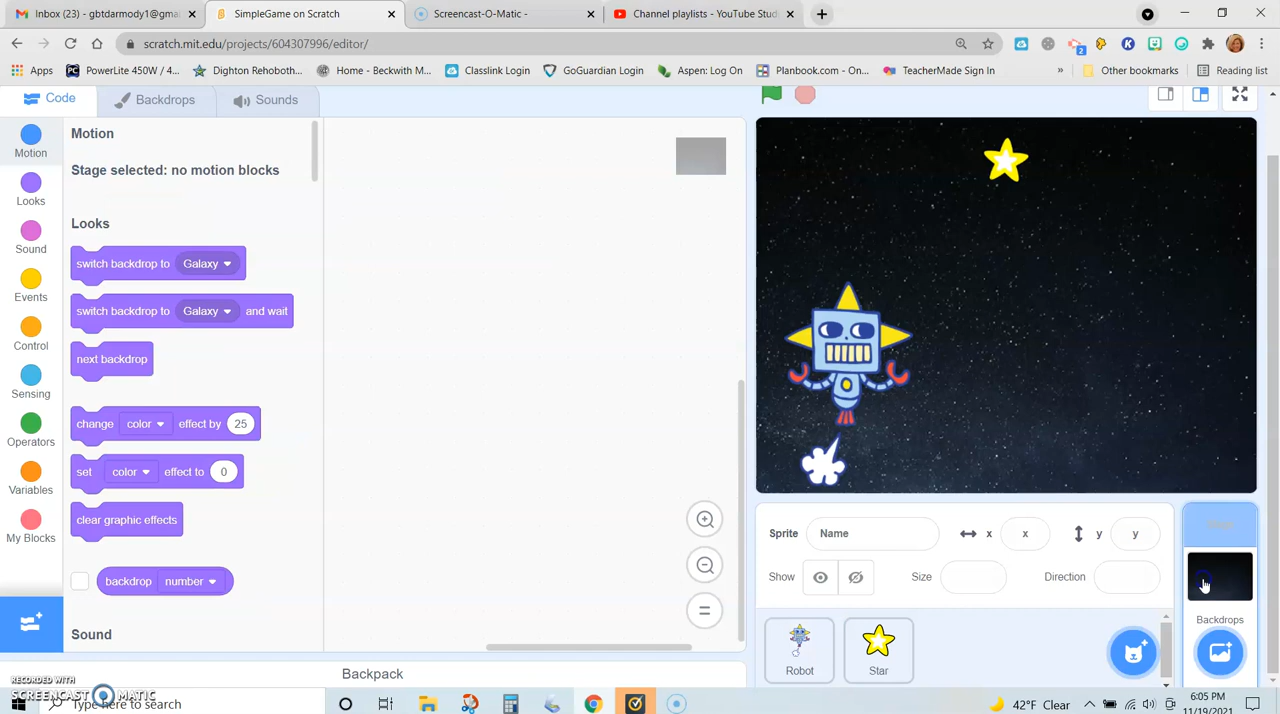 Inbox (23) - gbtdarmody1@gmai
SimpleGame on Scratch
Screencast-O-Matic -
Channel playlists - YouTube Stud
scratch.mit.edu/projects/604307996/editor/
2
Apps
PowerLite 450W / 4...
Dighton Rehoboth...
Home - Beckwith M...
Classlink Login
GoGuardian Login
Aspen: Log On
Planbook.com - On...
TeacherMade Sign In
»
Other bookmarks
Reading list
Code
Backdrops
Sounds
Motion
Looks
Sound
Events
Control
Sensing
Operators
Variables
My Blocks
Motion
Stage selected: no motion blocks
Looks
switch backdrop to Galaxy
switch backdrop to Galaxy and wait
next backdrop
change color effect by 25
set color effect to 0
clear graphic effects
backdrop number
Sound
Sprite Name x x y y
Show Size Direction
Robot
Star
Backdrops
Backpack
RECORDED WITH
SCREENCAST MATIC
Type here to search
42°F Clear
6:05 PM
11/19/2021